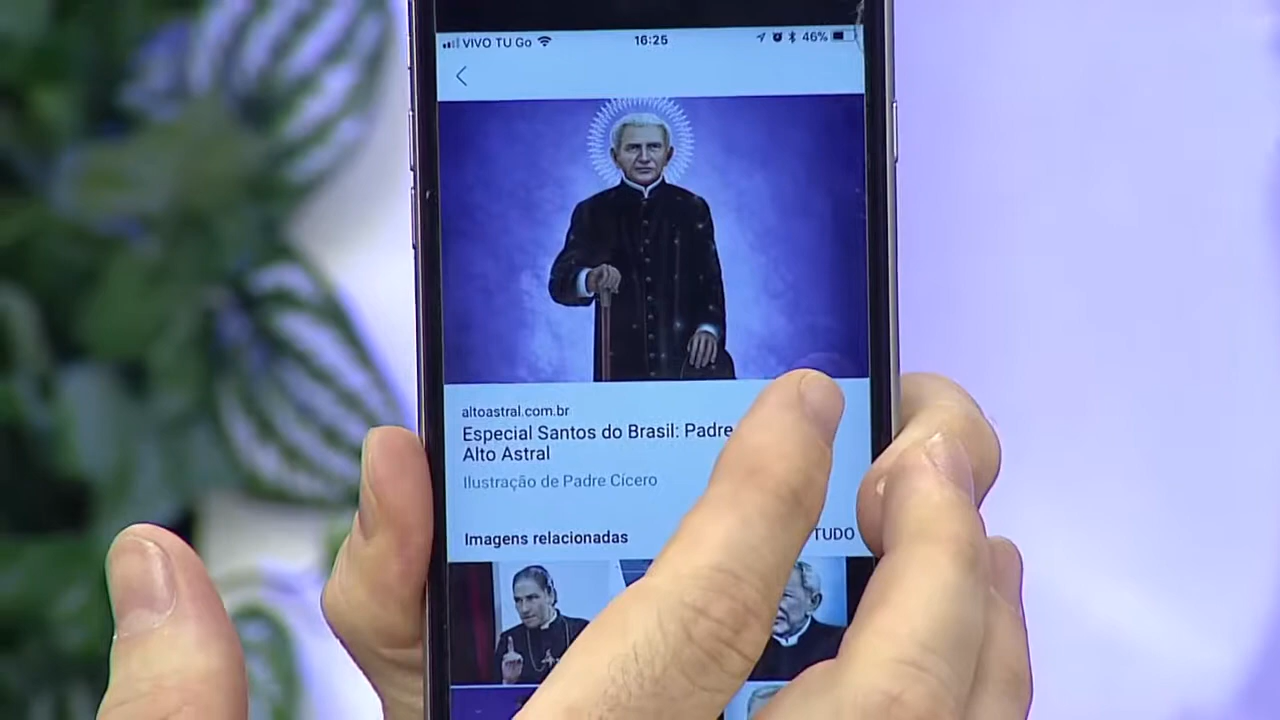 VIVO TU Go 16:25 46%
altoastral.com.br
Especial Santos do Brasil: Padre
Alto Astral
Ilustração de Padre Cícero
Imagens relacionadas TUDO